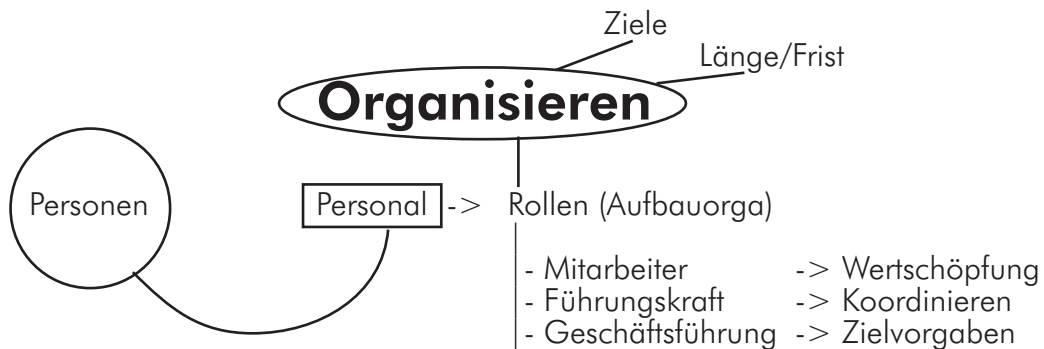 Ziele
Länge/Frist
Organisieren
Personen
Personal -> Rollen (Aufbauorga)
- Mitarbeiter -> Wertschöpfung
- Führungskraft -> Koordinieren
- Geschäftsführung -> Zielvorgaben